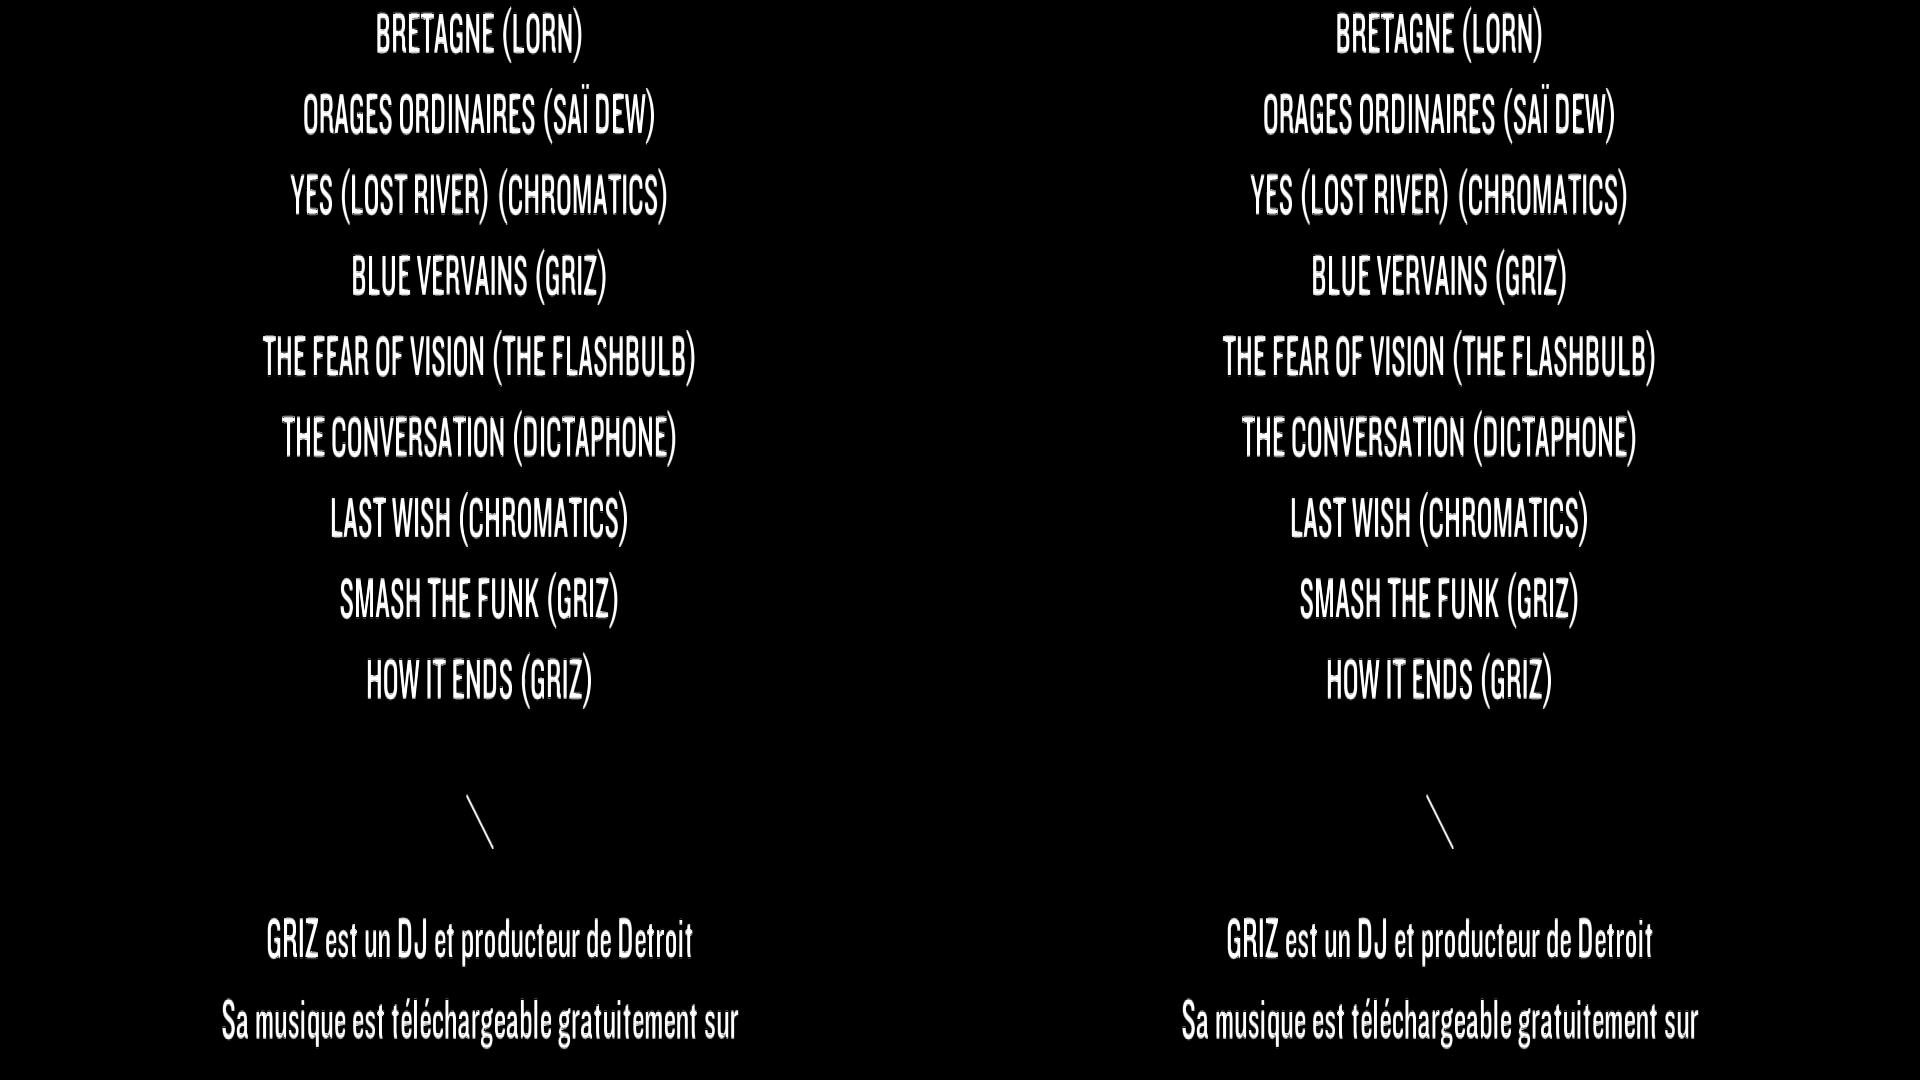 BRETAGNE (LORN)
ORAGES ORDINAIRES (SAÏ DEW)
YES (LOST RIVER) (CHROMATICS)
BLUE VERVAINS (GRIZ)
THE FEAR OF VISION (THE FLASHBULB)
THE CONVERSATION (DICTAPHONE)
LAST WISH (CHROMATICS)
SMASH THE FUNK (GRIZ)
HOW IT ENDS (GRIZ)
\
GRIZ est un DJ et producteur de Detroit
Sa musique est téléchargeable gratuitement sur
BRETAGNE (LORN)
ORAGES ORDINAIRES (SAÏ DEW)
YES (LOST RIVER) (CHROMATICS)
BLUE VERVAINS (GRIZ)
THE FEAR OF VISION (THE FLASHBULB)
THE CONVERSATION (DICTAPHONE)
LAST WISH (CHROMATICS)
SMASH THE FUNK (GRIZ)
HOW IT ENDS (GRIZ)
\
GRIZ est un DJ et producteur de Detroit
Sa musique est téléchargeable gratuitement sur